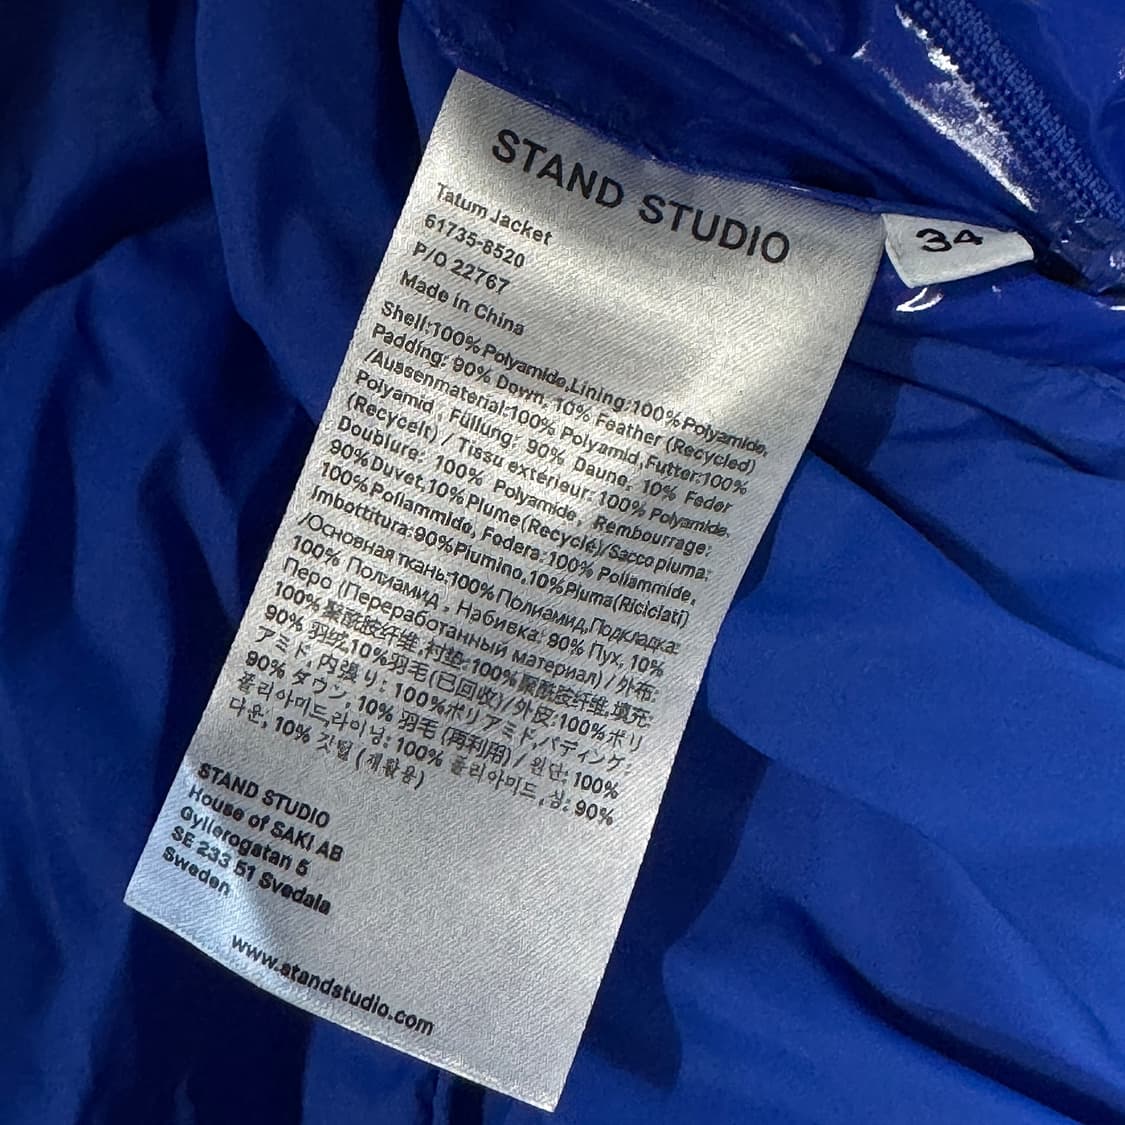 STAND STUDIO
34
Tatum Jacket
61735-8520
P/O 22767
Made in China
Shell:100% Polyamide,Lining:100% Polyamide,
Padding: 90% Down, 10% Feather (Recycled)
/Aussenmaterial:100% Polyamid,Futter:100%
Polyamid , Füllung: 90% Daune, 10% Feder
(Recycelt) / Tissu extérieur: 100% Polyamide,
Doublure: 100% Polyamide, Rembourrage:
90%Duvet,10%Plume(Recyclé)/Sacco piuma:
100%Poliammide, Fodera:100% Poliammide,
Imbottitura:90%Piumino,10%Piuma(Riciclati)
/Основная ткань:100% Полиамид,Подкладка:
100% Полиамид , Набивка: 90% Пух, 10%
Перо (Переработанный материал) / 外布:
100%聚酰胺纤维,衬垫:100%聚酰胺纤维,填充:
90% 羽绒,10%羽毛(已回收)/外皮:100%ポリ
アミド,内張り: 100%ポリアミド,パディング:
90% ダウン, 10% 羽毛 (再利用) / 원단: 100%
폴리아미드,라이닝: 100% 폴리아미드 , 심: 90%
다운, 10% 깃털 (재활용)
STAND STUDIO
House of SAKI AB
Gyllerogatan 5
SE 233 51 Svedala
Sweden
www.standstudio.com